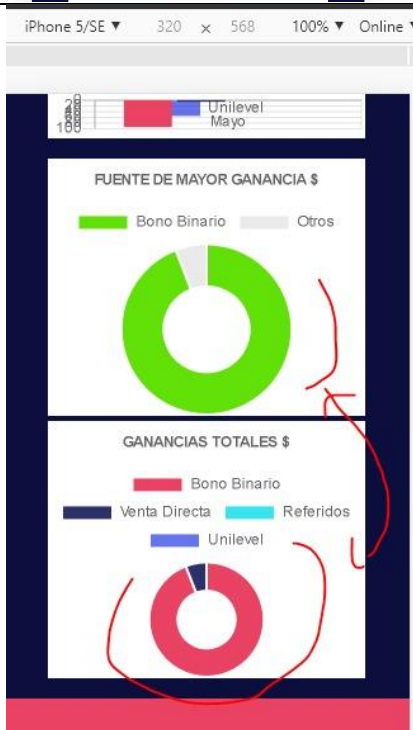 iPhone 5/SE ▼ 320 × 568 100% ▼ Online
Unilevel
Mayo
100
FUENTE DE MAYOR GANANCIA $
Bono Binario Otros
GANANCIAS TOTALES $
Bono Binario
Venta Directa Referidos
Unilevel